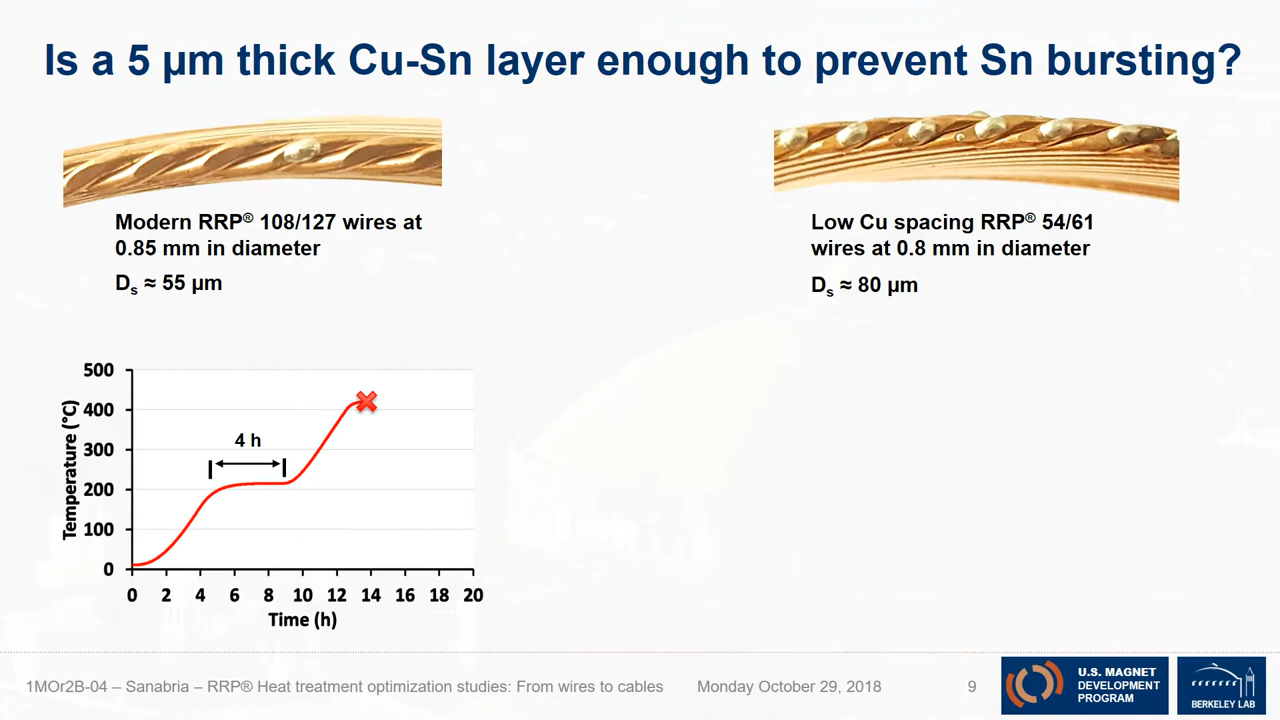 Is a 5 µm thick Cu-Sn layer enough to prevent Sn bursting?
Modern RRP® 108/127 wires at
0.85 mm in diameter
Ds ≈ 55 µm
Low Cu spacing RRP® 54/61
wires at 0.8 mm in diameter
Ds ≈ 80 µm
Temperature (°C)
500
400
300
200
100
0
4 h
0 2 4 6 8 10 12 14 16 18 20
Time (h)
1MOr2B-04 – Sanabria – RRP® Heat treatment optimization studies: From wires to cables
Monday October 29, 2018
9
U.S. MAGNET
DEVELOPMENT
PROGRAM
BERKELEY LAB